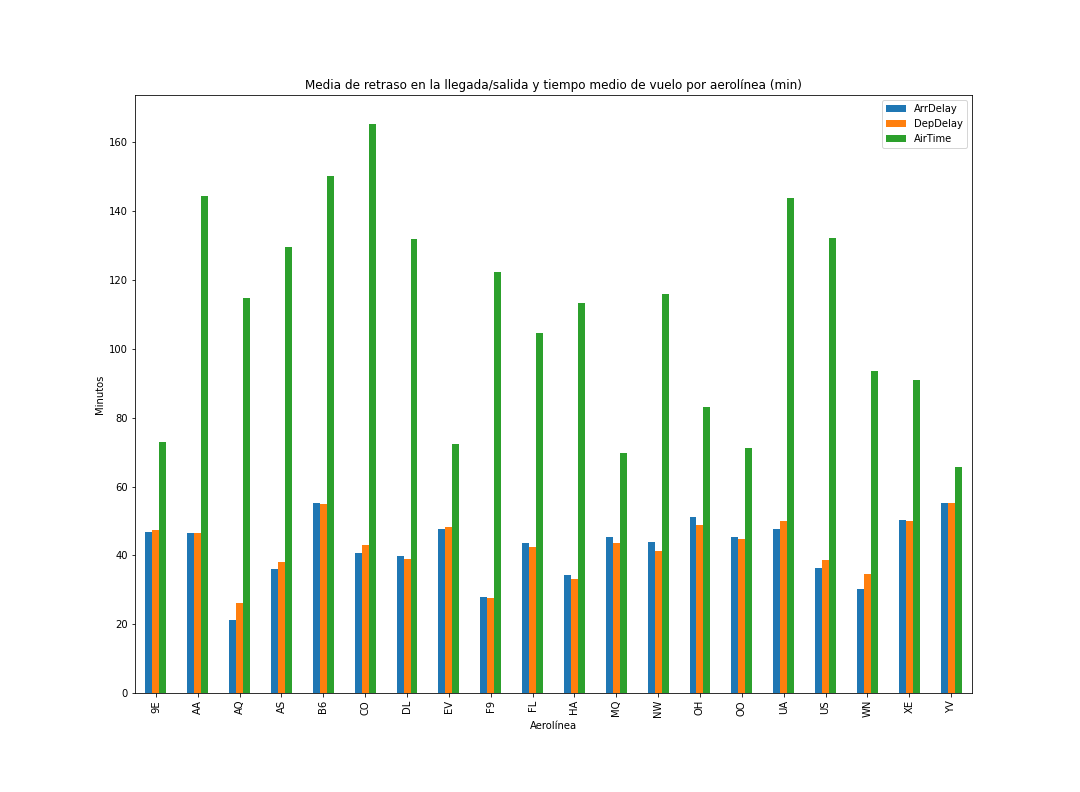 Media de retraso en la llegada/salida y tiempo medio de vuelo por aerolínea (min)
ArrDelay
DepDelay
AirTime
160
140
120
100
80
60
40
20
0
Minutos
9E AA AQ AS B6 CO DL EV F9 FL HA MQ NW OH OO UA US WN XE YV
Aerolínea